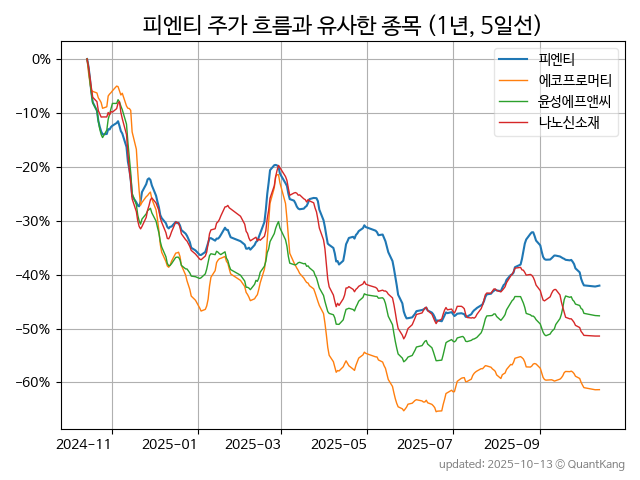 피엔티 주가 흐름과 유사한 종목 (1년, 5일선)
피엔티
에코프로머티
윤성에프앤씨
나노신소재
0%
−10%
−20%
−30%
−40%
−50%
−60%
2024−11
2025−01
2025−03
2025−05
2025−07
2025−09
updated: 2025-10-13 © QuantKang